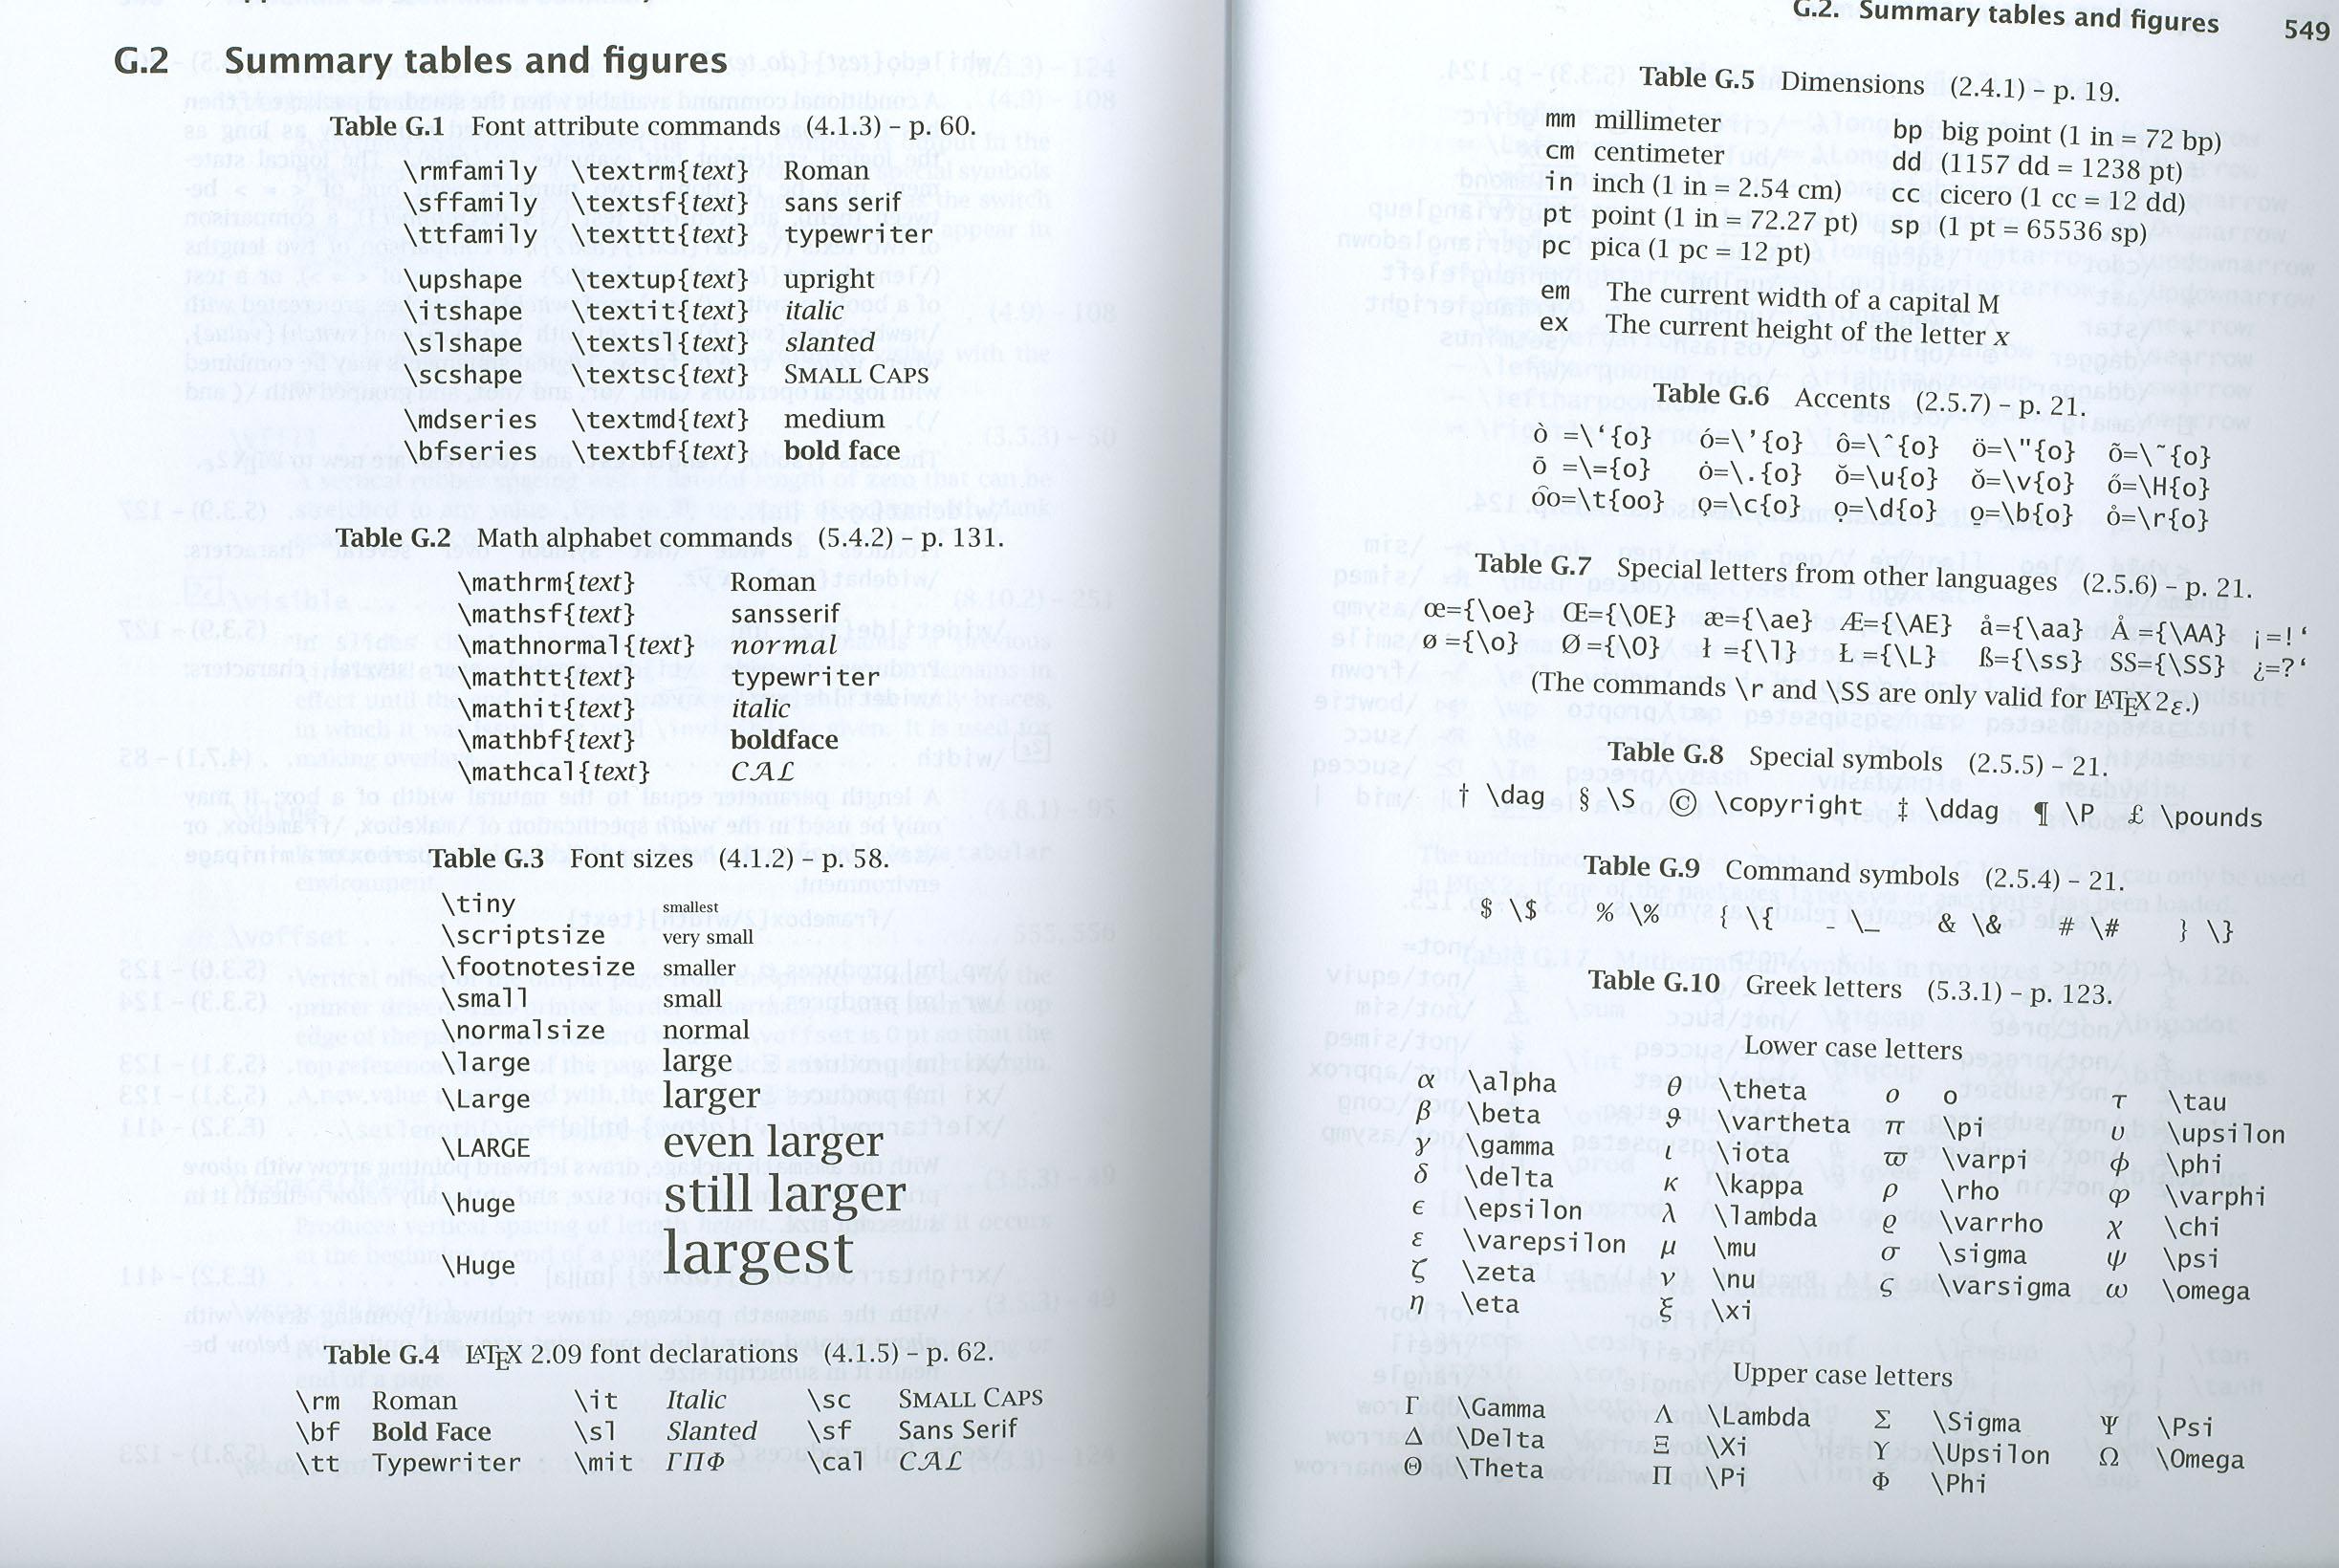 G.2 Summary tables and figures
Table G.1 Font attribute commands (4.1.3) – p. 60.
\rmfamily \textrm{text} Roman
\sffamily \textsf{text} sans serif
\ttfamily \texttt{text} typewriter
\upshape \textup{text} upright
\itshape \textit{text} italic
\slshape \textsl{text} slanted
\scshape \textsc{text} SMALL CAPS
\mdseries \textmd{text} medium
\bfseries \textbf{text} bold face
Table G.2 Math alphabet commands (5.4.2) – p. 131.
\mathrm{text} Roman
\mathsf{text} sansserif
\mathnormal{text} normal
\mathtt{text} typewriter
\mathit{text} italic
\mathbf{text} boldface
\mathcal{text} CAL
Table G.3 Font sizes (4.1.2) – p. 58.
\tiny smallest
\scriptsize very small
\footnotesize smaller
\small small
\normalsize normal
\large large
\Large larger
\LARGE even larger
\huge still larger
\Huge largest
Table G.4 LATEX 2.09 font declarations (4.1.5) – p. 62.
\rm Roman \it Italic \sc SMALL CAPS
\bf Bold Face \sl Slanted \sf Sans Serif
\tt Typewriter \mit ΓΠΦ \cal CAL
G.2. Summary tables and figures 549
Table G.5 Dimensions (2.4.1) – p. 19.
mm millimeter bp big point (1 in = 72 bp)
cm centimeter dd (1157 dd = 1238 pt)
in inch (1 in = 2.54 cm) cc cicero (1 cc = 12 dd)
pt point (1 in = 72.27 pt) sp (1 pt = 65536 sp)
pc pica (1 pc = 12 pt)
em The current width of a capital M
ex The current height of the letter x
Table G.6 Accents (2.5.7) – p. 21.
ò =\‘{o} ó=\’{o} ô=\^{o} ö=\"{o} õ=\~{o}
ō =\={o} ȯ=\.{o} ŏ=\u{o} ǒ=\v{o} ő=\H{o}
o͡o=\t{oo} o̧=\c{o} ọ=\d{o} o̱=\b{o} o̊=\r{o}
Table G.7 Special letters from other languages (2.5.6) – p. 21.
œ={\oe} Œ={\OE} æ={\ae} Æ={\AE} å={\aa} Å={\AA} ¡=!‘
ø={\o} Ø={\O} ł={\l} Ł={\L} ß={\ss} SS={\SS} ¿=?‘
(The commands \r and \SS are only valid for LATEX 2ε.)
Table G.8 Special symbols (2.5.5) – 21.
† \dag § \S © \copyright ‡ \ddag ¶ \P £ \pounds
Table G.9 Command symbols (2.5.4) – 21.
$ \$ % \% { \{ _ \_ & \& # \# } \}
Table G.10 Greek letters (5.3.1) – p. 123.
Lower case letters
α \alpha θ \theta o o τ \tau
β \beta ϑ \vartheta π \pi υ \upsilon
γ \gamma ι \iota ϖ \varpi ϕ \phi
δ \delta κ \kappa ρ \rho φ \varphi
ϵ \epsilon λ \lambda ϱ \varrho χ \chi
ε \varepsilon μ \mu σ \sigma ψ \psi
ζ \zeta ν \nu ς \varsigma ω \omega
η \eta ξ \xi
Upper case letters
Γ \Gamma Λ \Lambda Σ \Sigma Ψ \Psi
Δ \Delta Ξ \Xi Υ \Upsilon Ω \Omega
Θ \Theta Π \Pi Φ \Phi